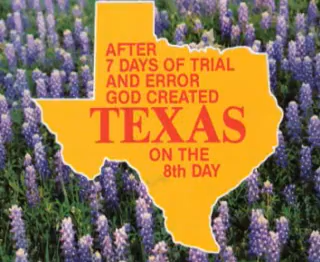 AFTER
7 DAYS OF TRIAL
AND ERROR
GOD CREATED
TEXAS
ON THE
8th DAY